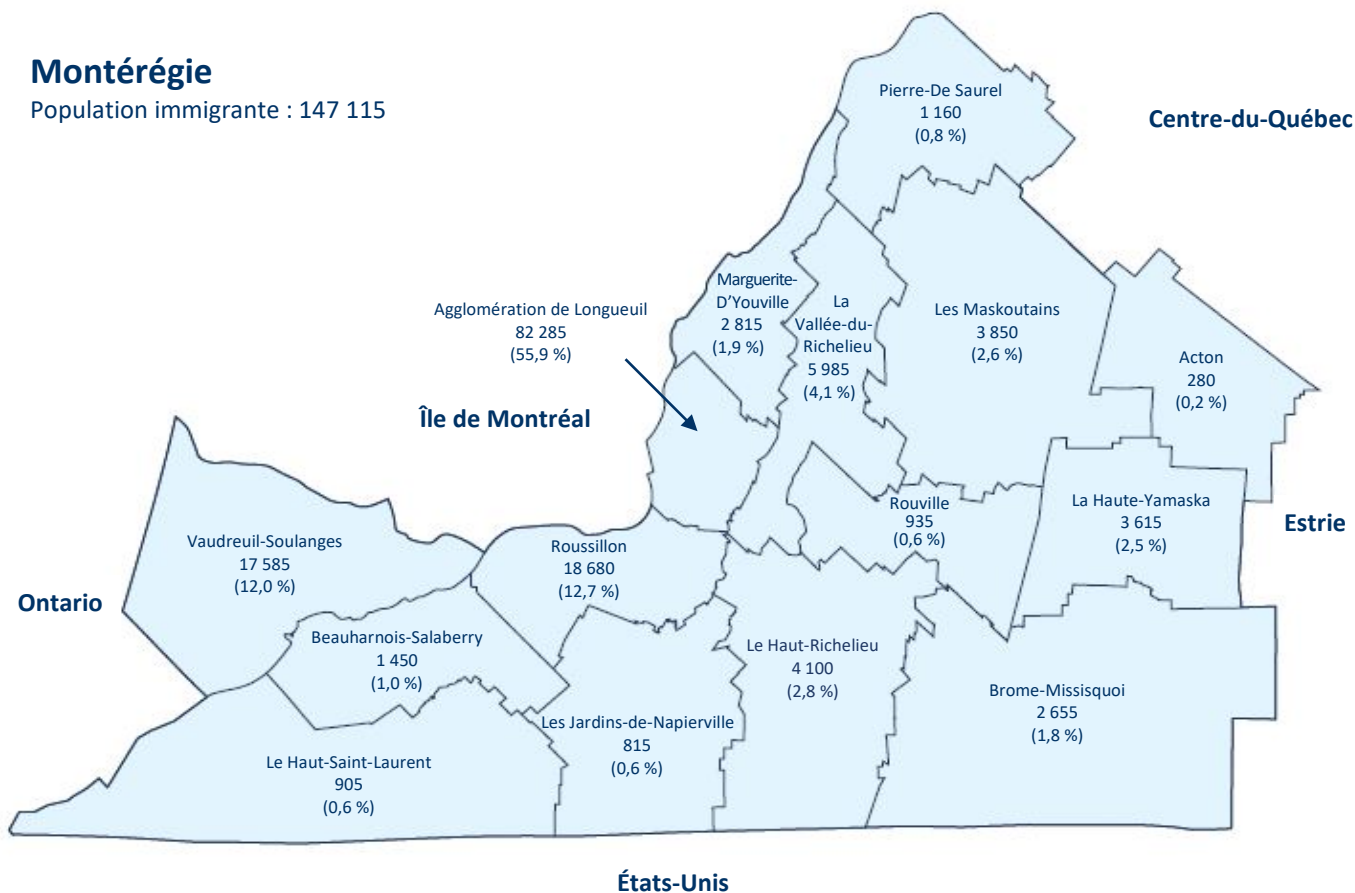 Montérégie
Population immigrante : 147 115
Pierre-De Saurel
1 160
(0,8 %)
Centre-du-Québec
Marguerite-
D'Youville
2 815
(1,9 %)
La
Vallée-du-
Richelieu
5 985
(4,1 %)
Les Maskoutains
3 850
(2,6 %)
Agglomération de Longueuil
82 285
(55,9 %)
Acton
280
(0,2 %)
Île de Montréal
Rouville
935
(0,6 %)
La Haute-Yamaska
3 615
(2,5 %)
Estrie
Vaudreuil-Soulanges
17 585
(12,0 %)
Roussillon
18 680
(12,7 %)
Ontario
Beauharnois-Salaberry
1 450
(1,0 %)
Le Haut-Richelieu
4 100
(2,8 %)
Brome-Missisquoi
2 655
(1,8 %)
Les Jardins-de-Napierville
815
(0,6 %)
Le Haut-Saint-Laurent
905
(0,6 %)
États-Unis